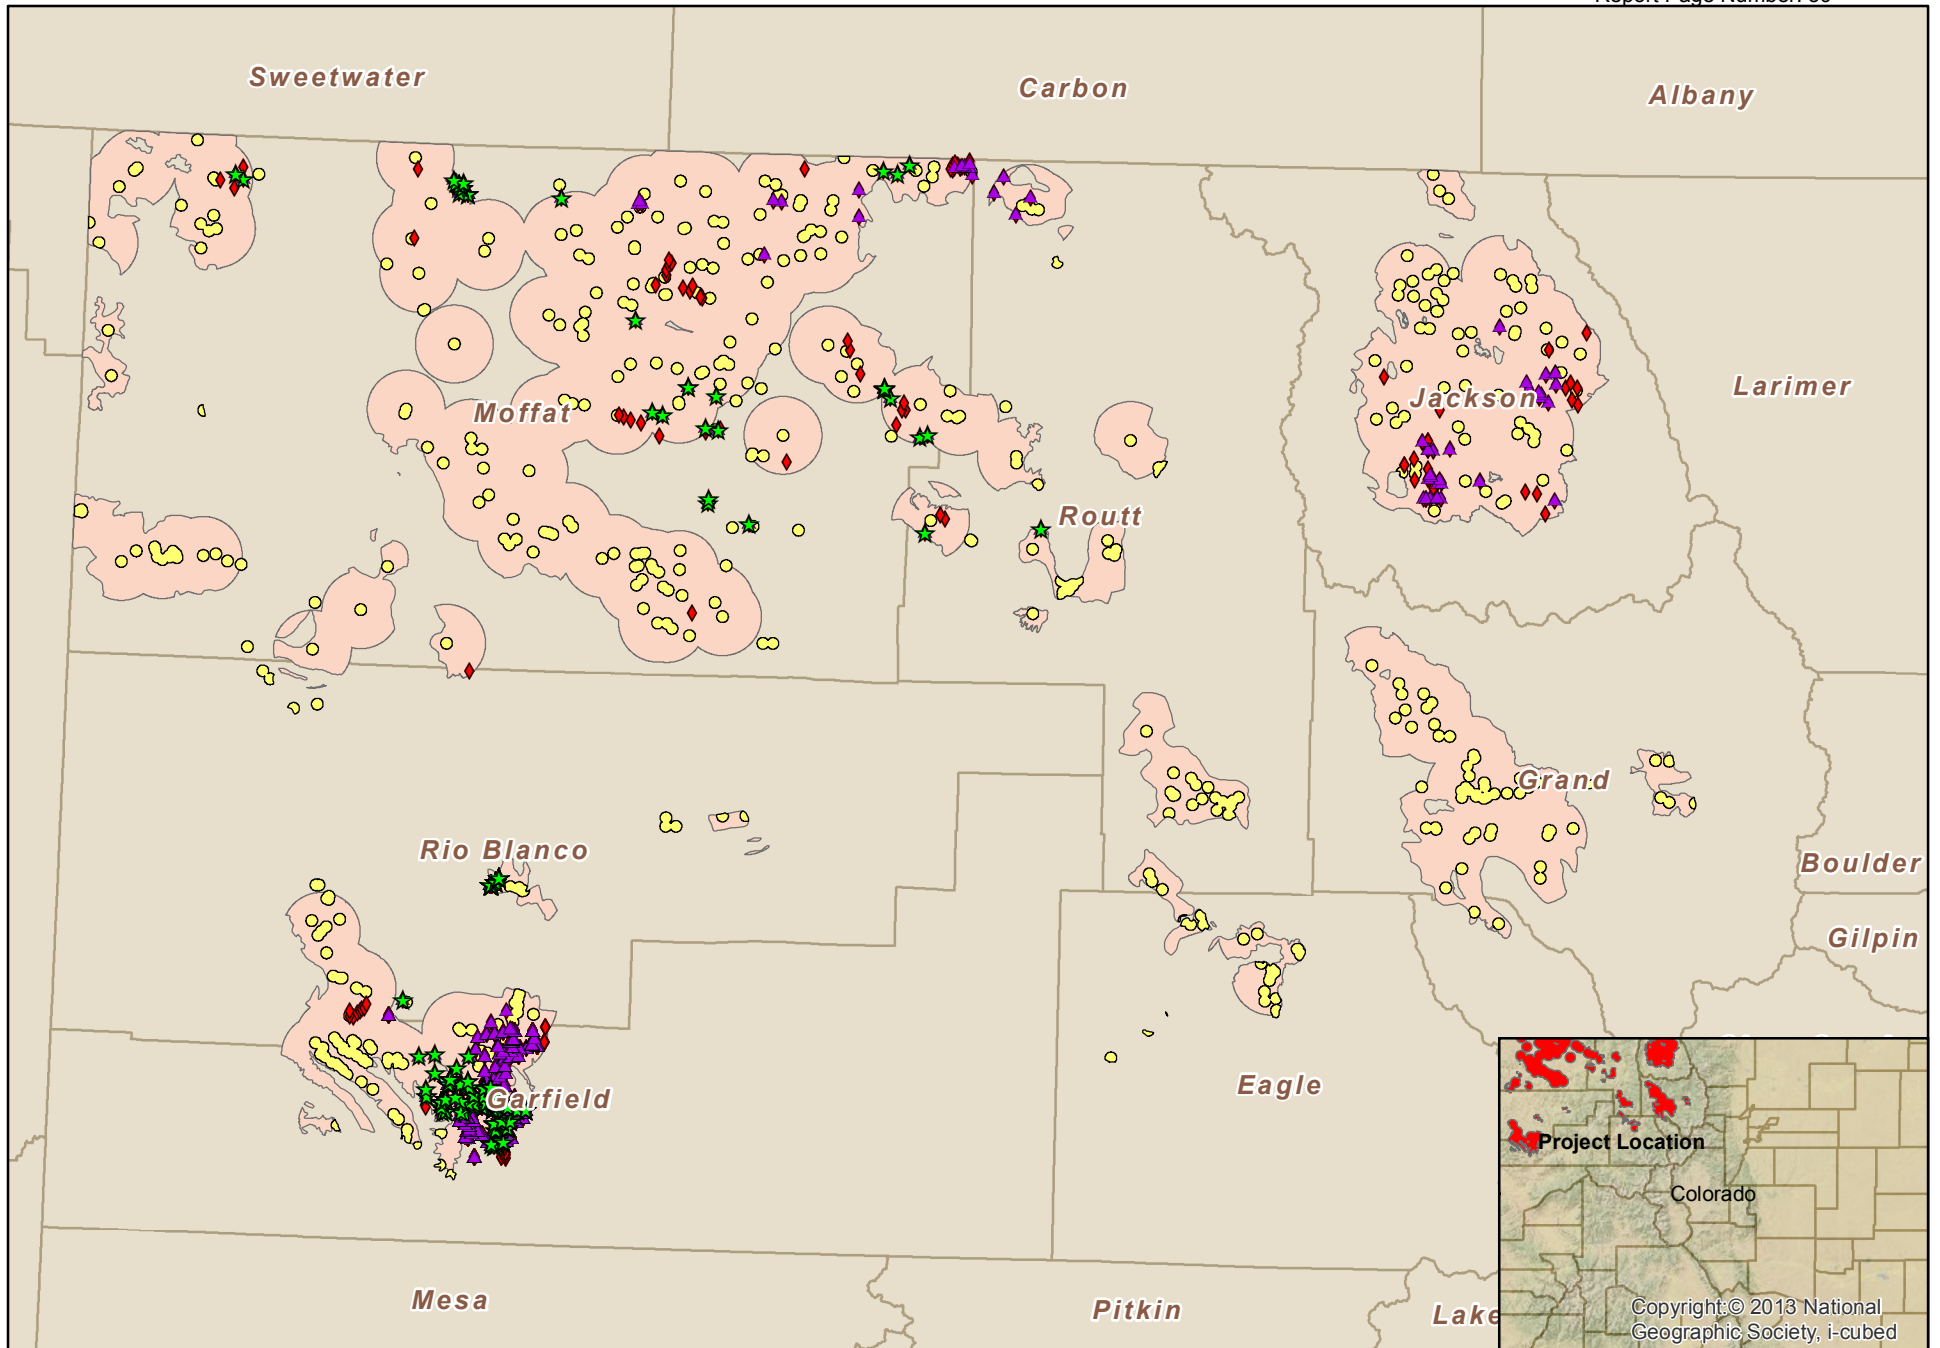 Sweetwater
Carbon
Albany
Moffat
Jackson
Larimer
Routt
Grand
Rio Blanco
Boulder
Gilpin
Garfield
Eagle
Mesa
Pitkin
Lake
Project Location
Colorado
Copyright:© 2013 National
Geographic Society, i-cubed